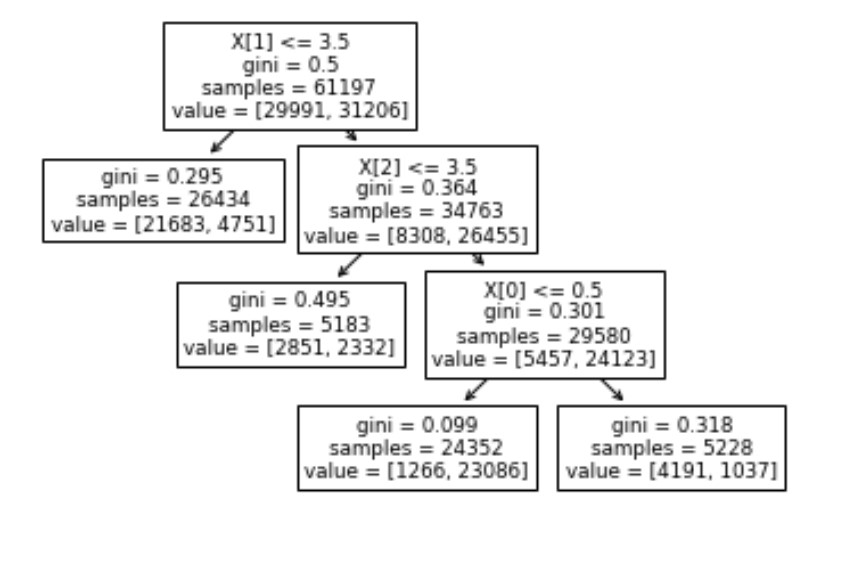 X[1] <= 3.5
gini = 0.5
samples = 61197
value = [29991, 31206]
gini = 0.295
samples = 26434
value = [21683, 4751]
X[2] <= 3.5
gini = 0.364
samples = 34763
value = [8308, 26455]
gini = 0.495
samples = 5183
value = [2851, 2332]
X[0] <= 0.5
gini = 0.301
samples = 29580
value = [5457, 24123]
gini = 0.099
samples = 24352
value = [1266, 23086]
gini = 0.318
samples = 5228
value = [4191, 1037]